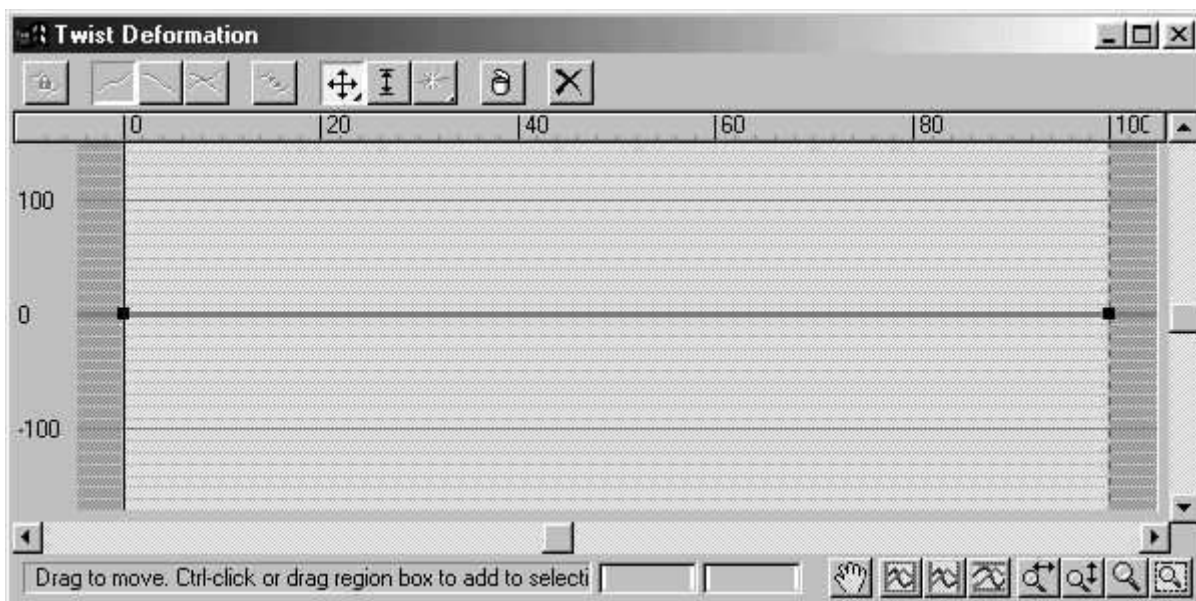 Twist Deformation
0 20 40 60 80 100
100
0
-100
Drag to move. Ctrl-click or drag region box to add to selecti